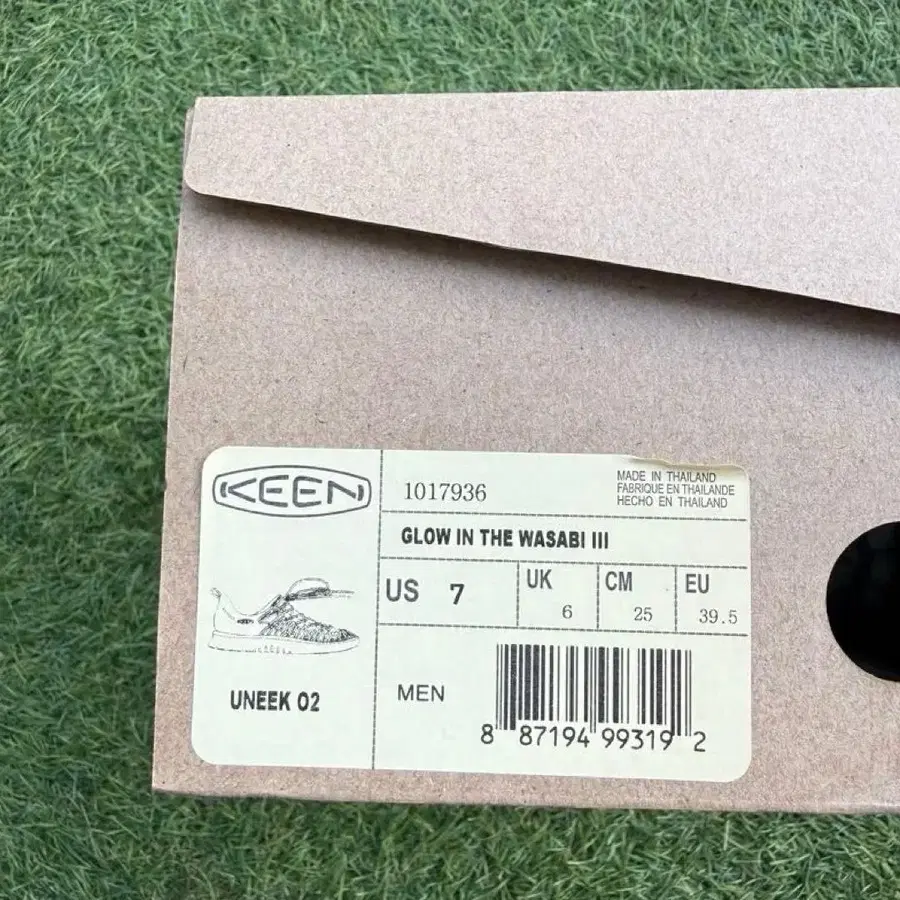 KEEN
1017936
MADE IN THAILAND
FABRIQUE EN THAILANDE
HECHO EN THAILAND
GLOW IN THE WASABI III
US 7
UK 6
CM 25
EU 39.5
UNEEK O2
MEN
8 87194 99319 2